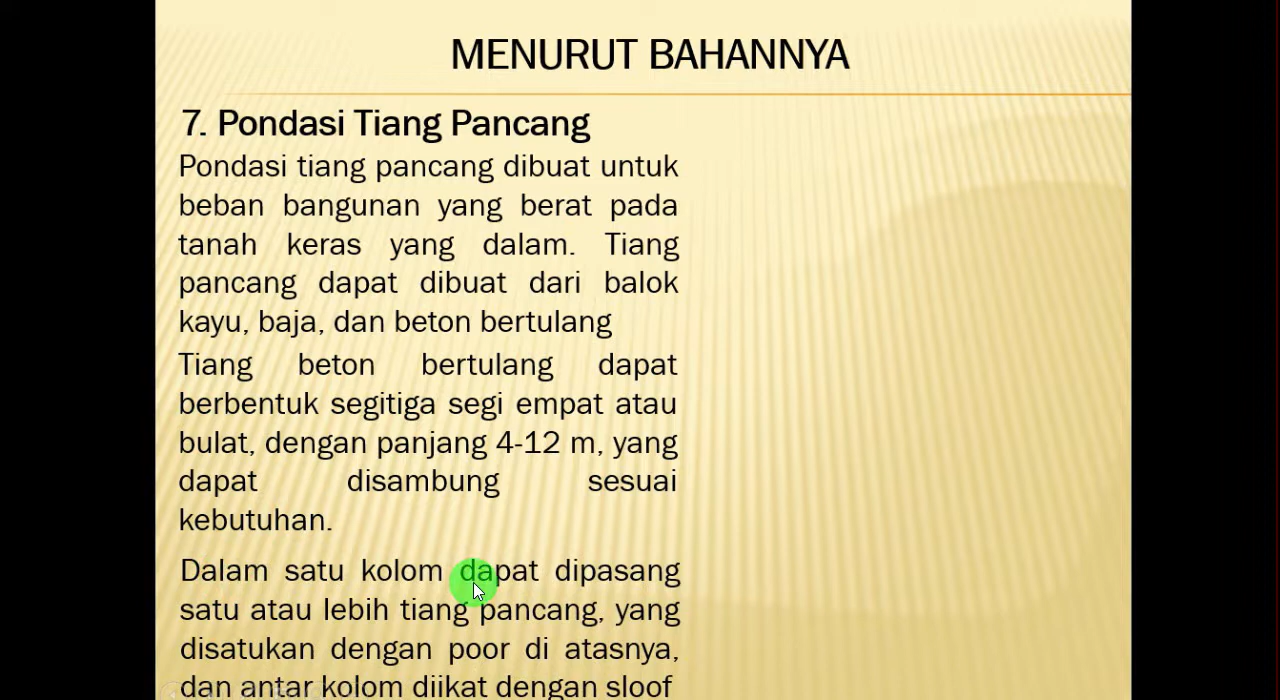 MENURUT BAHANNYA
7. Pondasi Tiang Pancang
Pondasi tiang pancang dibuat untuk
beban bangunan yang berat pada
tanah keras yang dalam. Tiang
pancang dapat dibuat dari balok
kayu, baja, dan beton bertulang
Tiang beton bertulang dapat
berbentuk segitiga segi empat atau
bulat, dengan panjang 4-12 m, yang
dapat disambung sesuai
kebutuhan.
Dalam satu kolom dapat dipasang
satu atau lebih tiang pancang, yang
disatukan dengan poor di atasnya,
dan antar kolom diikat dengan sloof